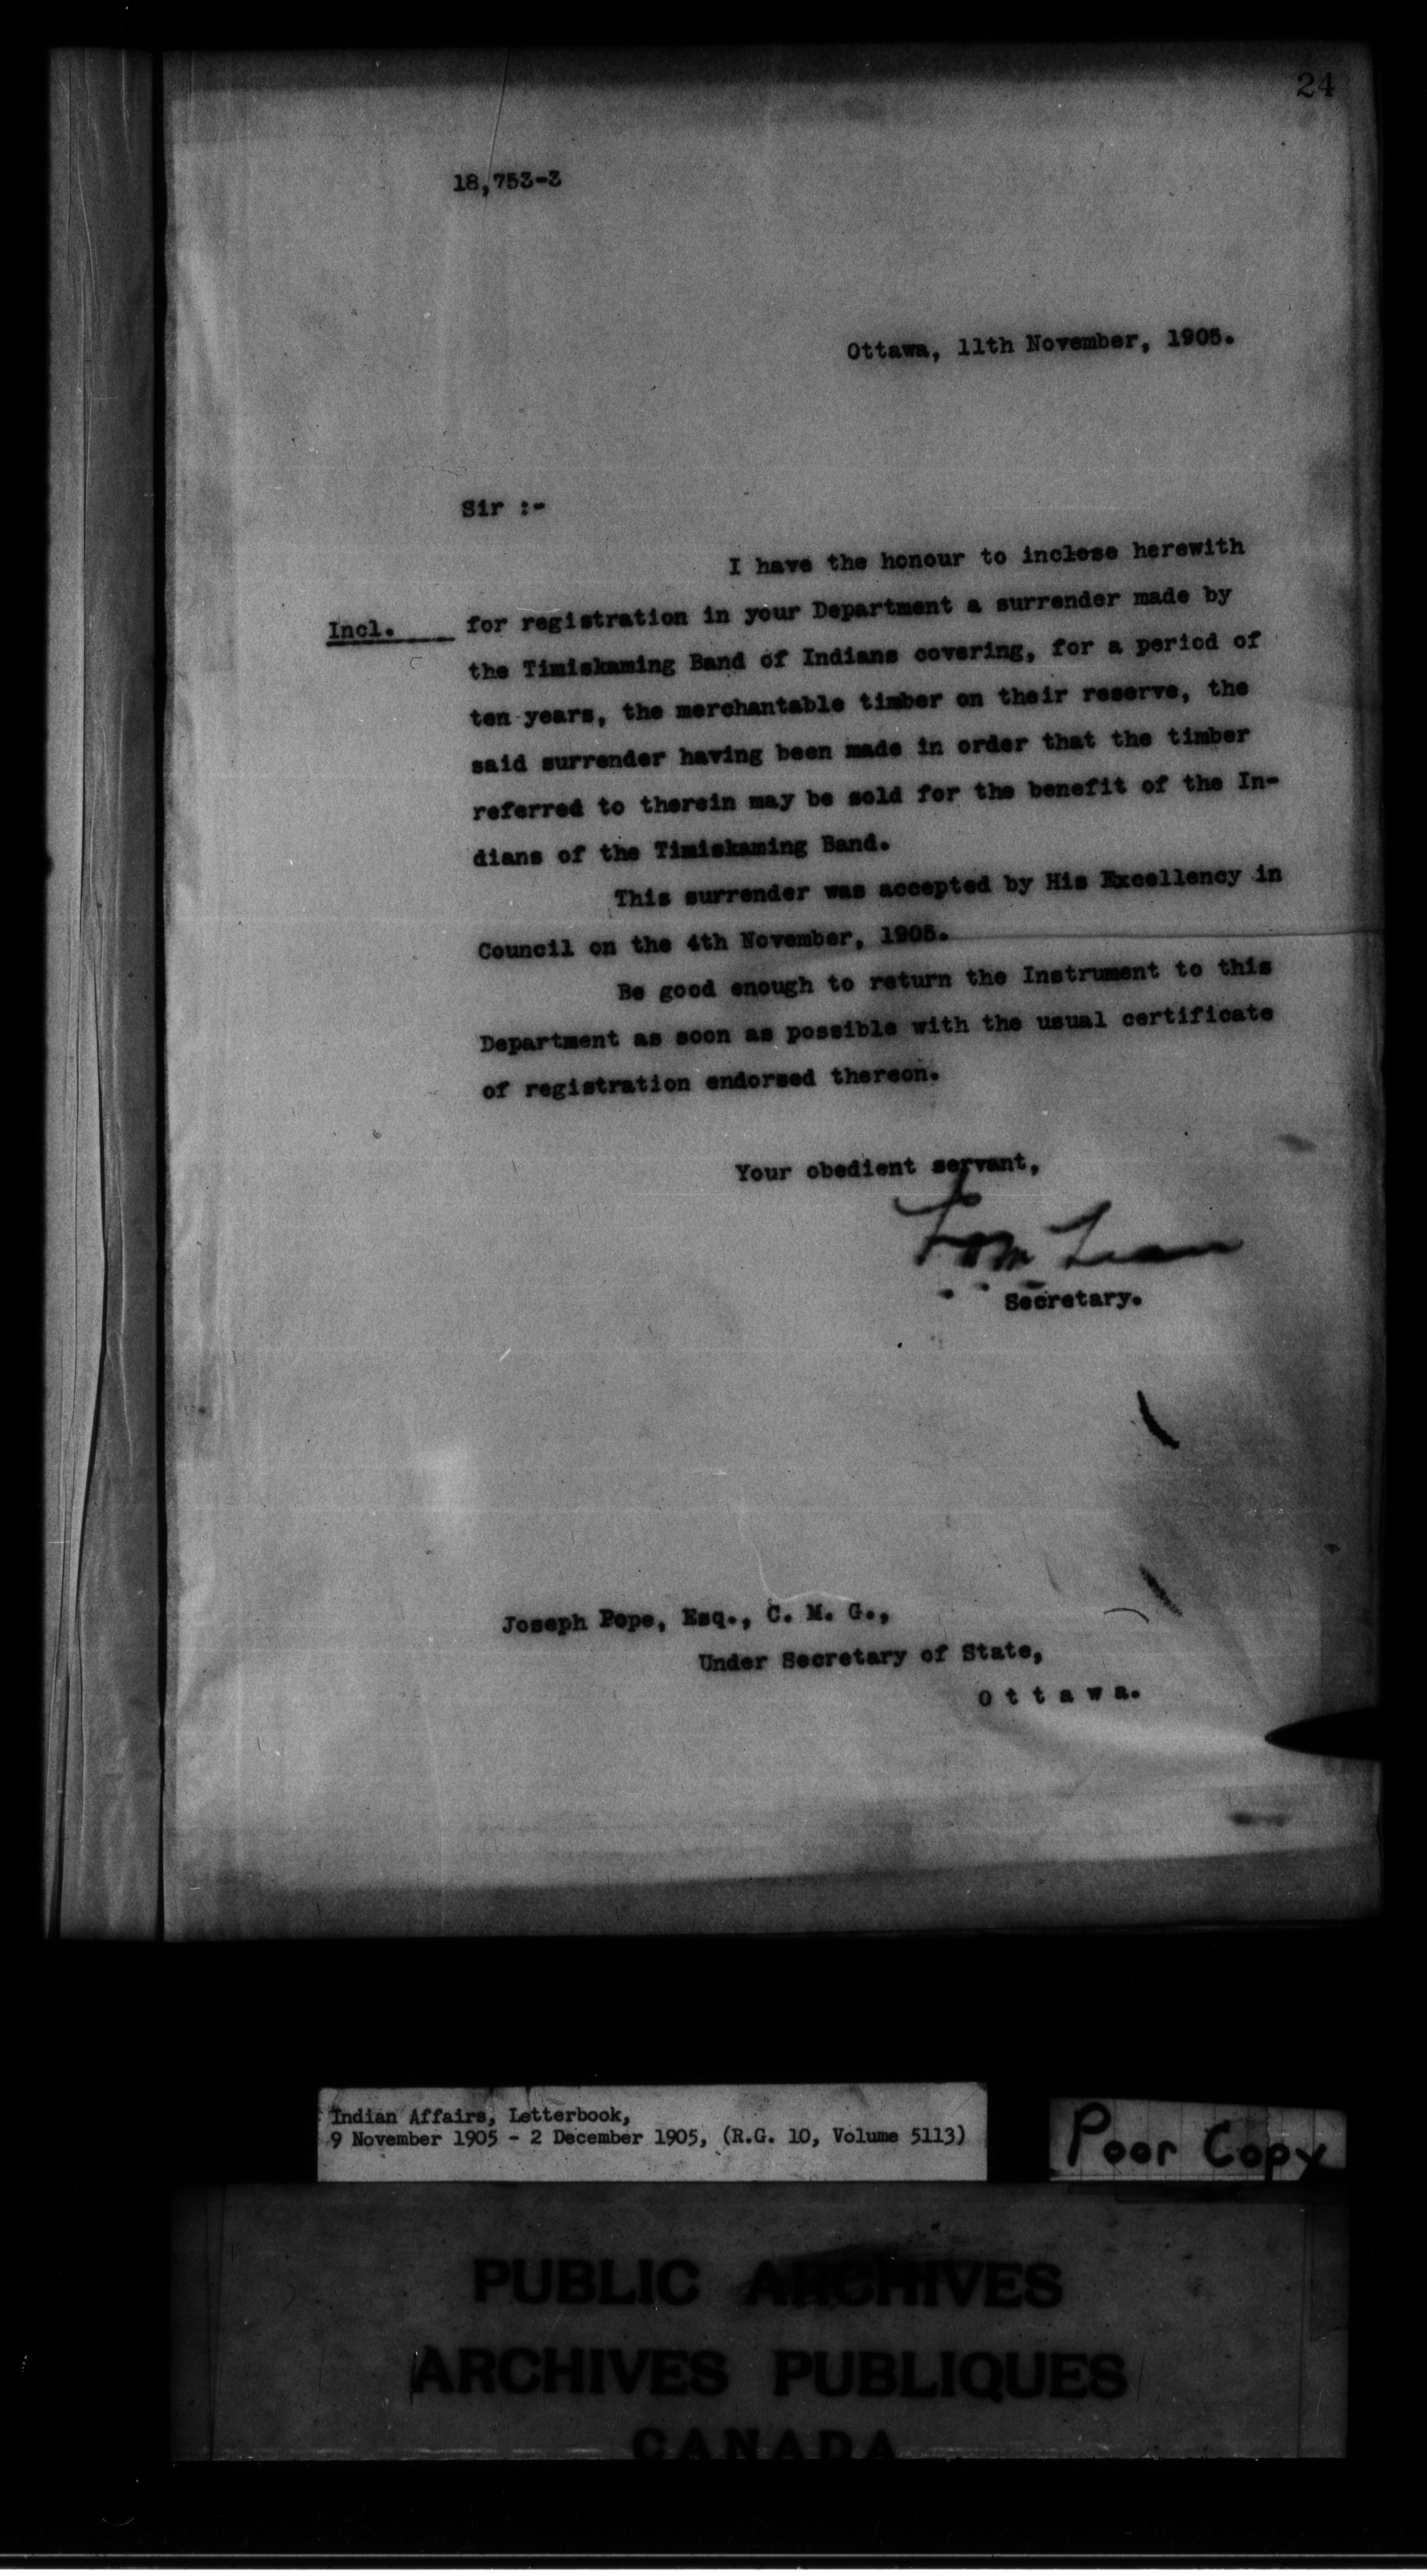 24
18,753-3
Ottawa, 11th November, 1905.
Sir :-
I have the honour to inclose herewith
Incl. for registration in your Department a surrender made by
the Timiskaming Band of Indians covering, for a period of
ten years, the merchantable timber on their reserve, the
said surrender having been made in order that the timber
referred to therein may be sold for the benefit of the In-
dians of the Timiskaming Band.
This surrender was accepted by His Excellency in
Council on the 4th November, 1905.
Be good enough to return the Instrument to this
Department as soon as possible with the usual certificate
of registration endorsed thereon.
Your obedient servant,
Secretary.
Joseph Pope, Esq., C. M. G.,
Under Secretary of State,
O t t a w a.
Indian Affairs, Letterbook,
9 November 1905 - 2 December 1905, (R.G. 10, Volume 5113)
Poor Copy
PUBLIC ARCHIVES
ARCHIVES PUBLIQUES
CANADA